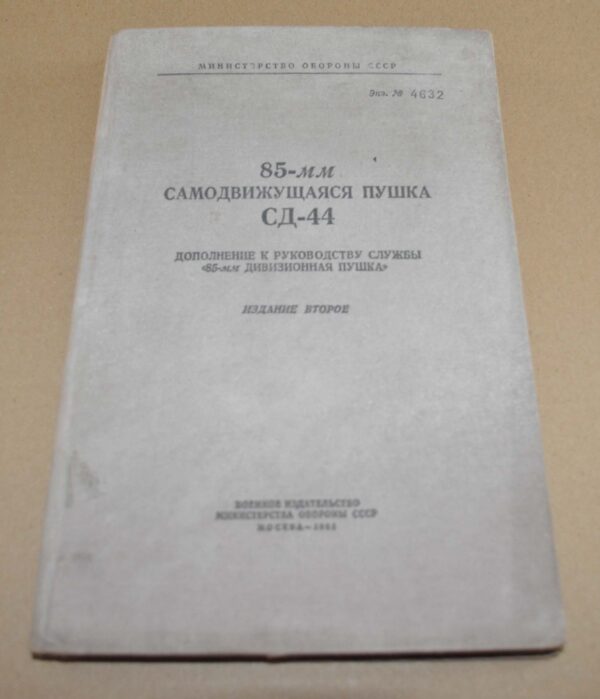 МИНИСТЕРСТВО ОБОРОНЫ СССР
Экз. № 4632
85-мм
САМОДВИЖУЩАЯСЯ ПУШКА
СД-44
ДОПОЛНЕНИЕ К РУКОВОДСТВУ СЛУЖБЫ
«85-мм ДИВИЗИОННАЯ ПУШКА»
ИЗДАНИЕ ВТОРОЕ
ВОЕННОЕ ИЗДАТЕЛЬСТВО
МИНИСТЕРСТВА ОБОРОНЫ СССР
МОСКВА —